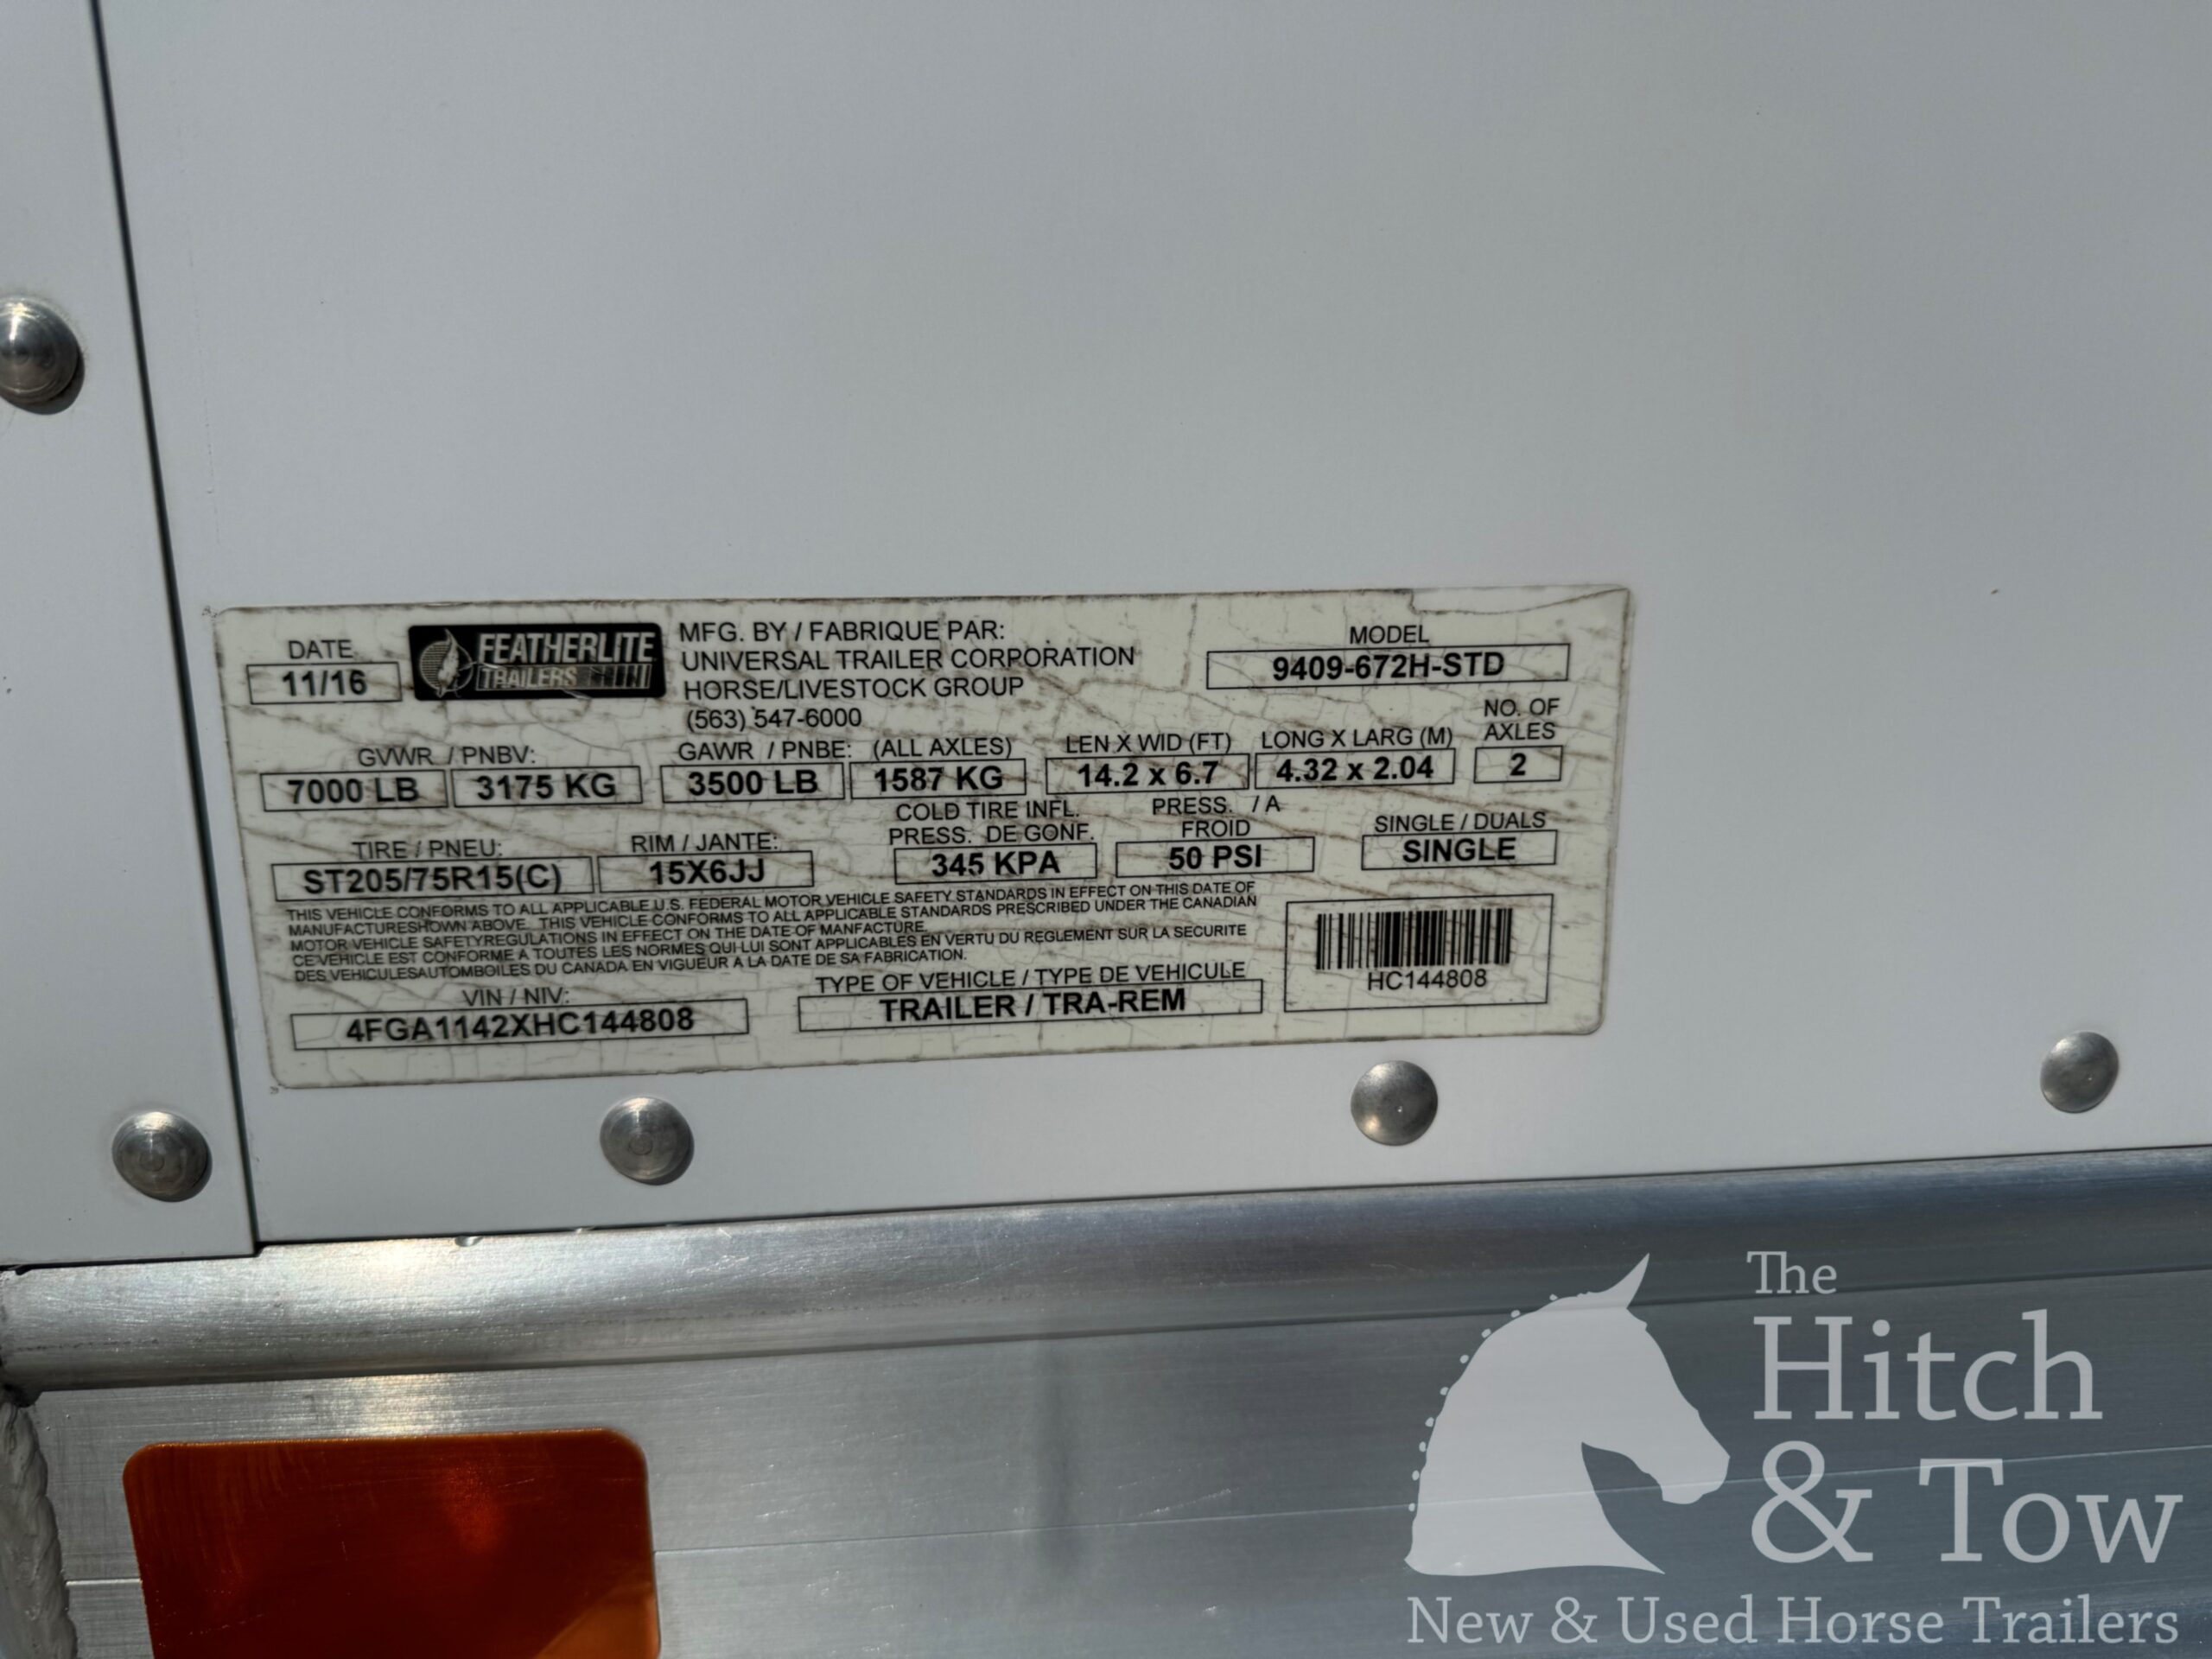 DATE
11/16
FEATHERLITE
TRAILERS
MFG. BY / FABRIQUE PAR:
UNIVERSAL TRAILER CORPORATION
HORSE/LIVESTOCK GROUP
(563) 547-6000
MODEL
9409-672H-STD
GVWR / PNBV:
7000 LB 3175 KG
GAWR / PNBE: (ALL AXLES)
3500 LB 1587 KG
LEN X WID (FT) LONG X LARG (M)
14.2 x 6.7 4.32 x 2.04
NO. OF
AXLES
2
TIRE / PNEU:
ST205/75R15(C)
RIM / JANTE:
15X6JJ
COLD TIRE INFL. PRESS. / A
PRESS. DE GONF. FROID
345 KPA 50 PSI
SINGLE / DUALS
SINGLE
THIS VEHICLE CONFORMS TO ALL APPLICABLE U.S. FEDERAL MOTOR VEHICLE SAFETY STANDARDS IN EFFECT ON THIS DATE OF
MANUFACTURESHOWN ABOVE. THIS VEHICLE CONFORMS TO ALL APPLICABLE STANDARDS PRESCRIBED UNDER THE CANADIAN
MOTOR VEHICLE SAFETYREGULATIONS IN EFFECT ON THE DATE OF MANFACTURE.
CE VEHICLE EST CONFORME A TOUTES LES NORMES QUI LUI SONT APPLICABLES EN VERTU DU REGLEMENT SUR LA SECURITE
DES VEHICULESAUTOMBOILES DU CANADA EN VIGUEUR A LA DATE DE SA FABRICATION.
VIN / NIV:
4FGA1142XHC144808
TYPE OF VEHICLE / TYPE DE VEHICULE
TRAILER / TRA-REM
HC144808
The
Hitch
& Tow
New & Used Horse Trailers